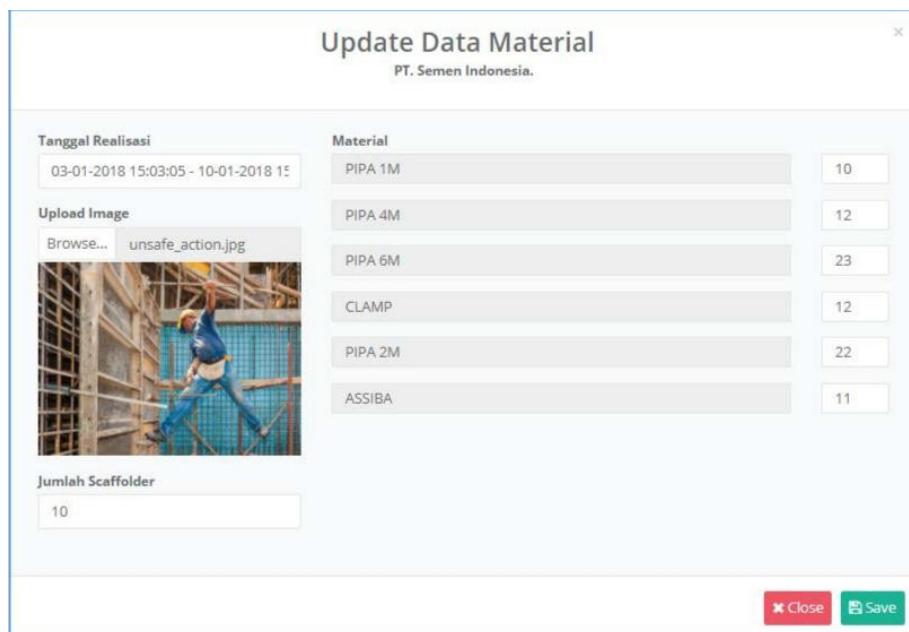 Update Data Material
×
PT. Semen Indonesia.
Tanggal Realisasi
03-01-2018 15:03:05 - 10-01-2018 15
Upload Image
Browse... unsafe_action.jpg
Jumlah Scaffolder
10
Material
PIPA 1M 10
PIPA 4M 12
PIPA 6M 23
CLAMP 12
PIPA 2M 22
ASSIBA 11
Close Save